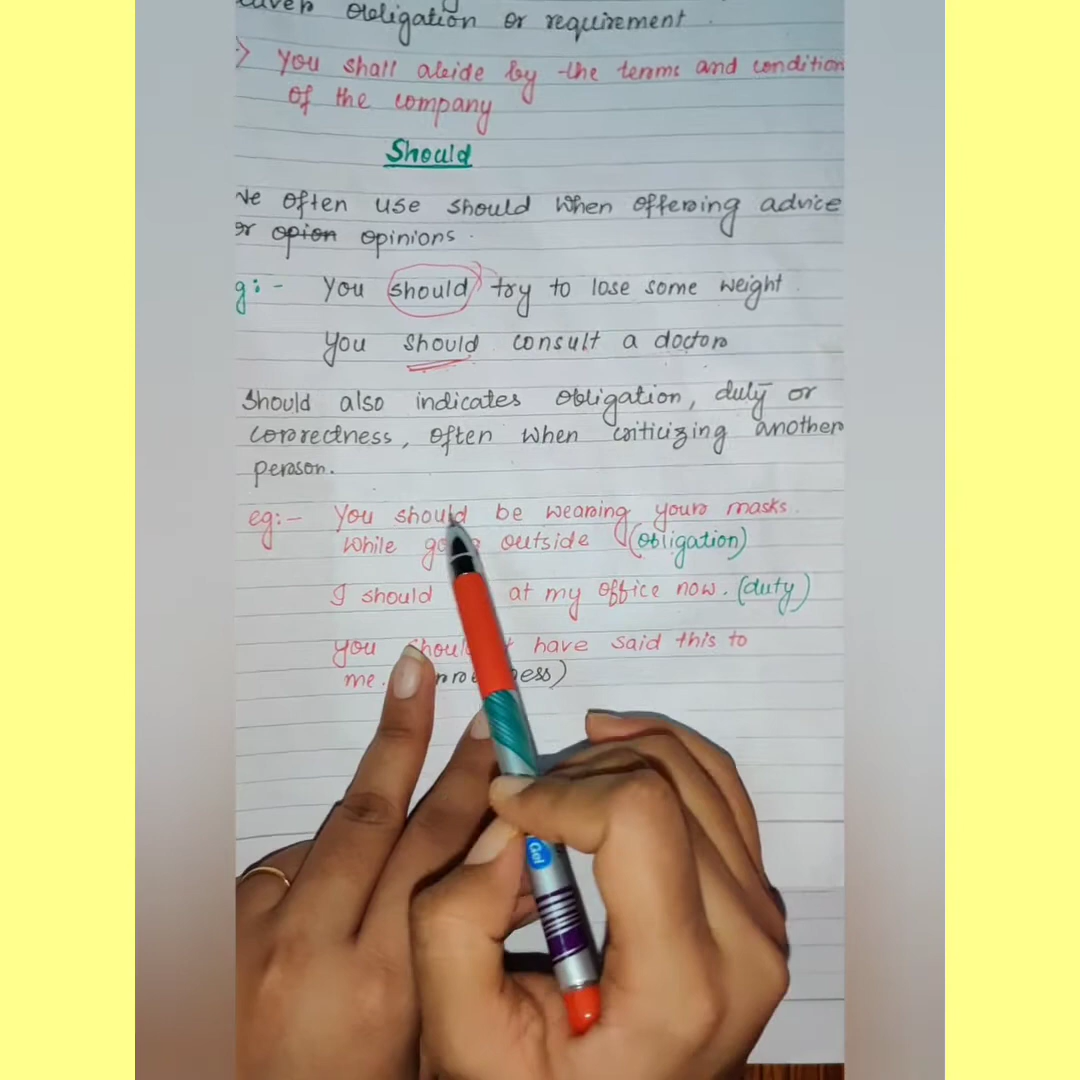 obligation or requirement.
You shall abide by the terms and condition
of the company
Should
We often use should when offering advice
or opion opinions.
g:- You should try to lose some weight.
You should consult a doctor
Should also indicates obligation, duty or
correctness, often when criticizing another
person.
eg:- You should be wearing your masks
while outside (obligation)
I should at my office now. (duty)
You have said this to
me.
Gel